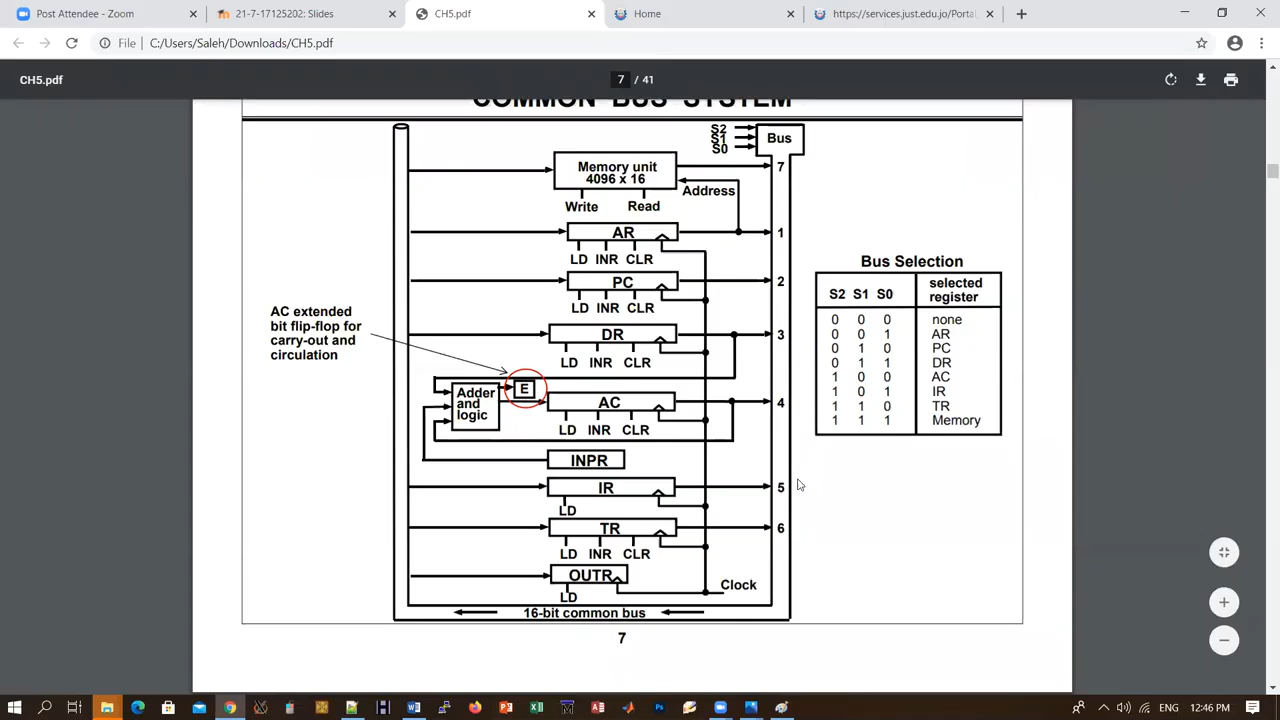 Post Attendee - Zoom
21-7-17125202: Slides
CH5.pdf
Home
https://services.just.edu.jo/Porta
File
C:/Users/Saleh/Downloads/CH5.pdf
CH5.pdf
7 / 41
COMMON BUS SYSTEM
S2
S1
S0
Bus
Memory unit
4096 x 16
7
Address
Write
Read
AR
1
LD INR CLR
PC
2
LD INR CLR
DR
3
LD INR CLR
AC extended
bit flip-flop for
carry-out and
circulation
Adder
and
logic
E
AC
4
LD INR CLR
INPR
IR
5
LD
TR
6
LD INR CLR
OUTR
LD
Clock
16-bit common bus
Bus Selection
S2 S1 S0
selected
register
0 0 0 none
0 0 1 AR
0 1 0 PC
0 1 1 DR
1 0 0 AC
1 0 1 IR
1 1 0 TR
1 1 1 Memory
7
ENG
12:46 PM